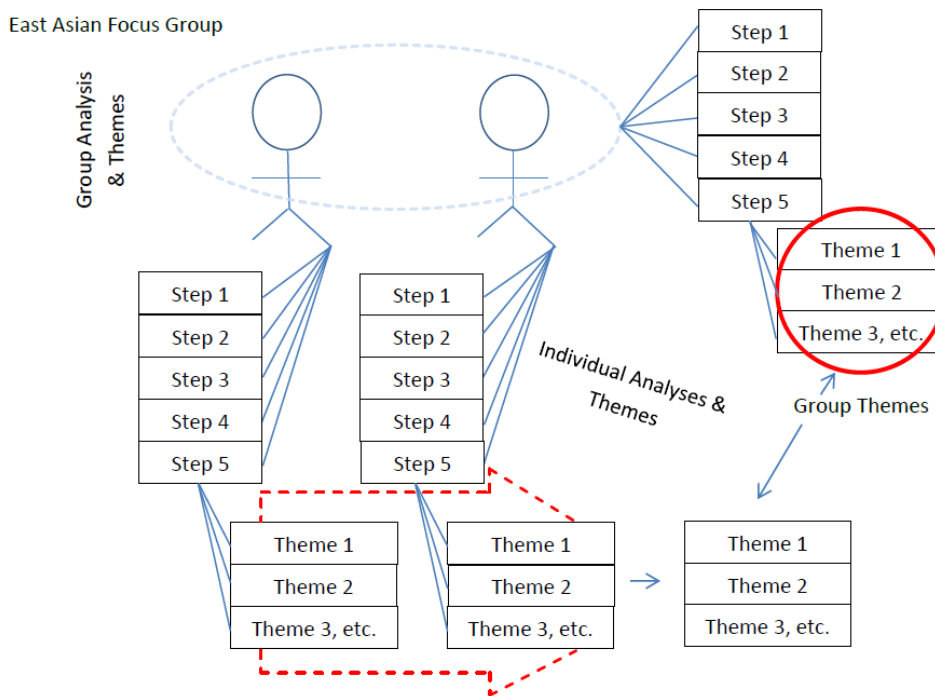 East Asian Focus Group
Group Analysis
& Themes
Step 1
Step 2
Step 3
Step 4
Step 5
Theme 1
Theme 2
Theme 3, etc.
Group Themes
Step 1
Step 2
Step 3
Step 4
Step 5
Step 1
Step 2
Step 3
Step 4
Step 5
Individual Analyses &
Themes
Theme 1
Theme 2
Theme 3, etc.
Theme 1
Theme 2
Theme 3, etc.
Theme 1
Theme 2
Theme 3, etc.